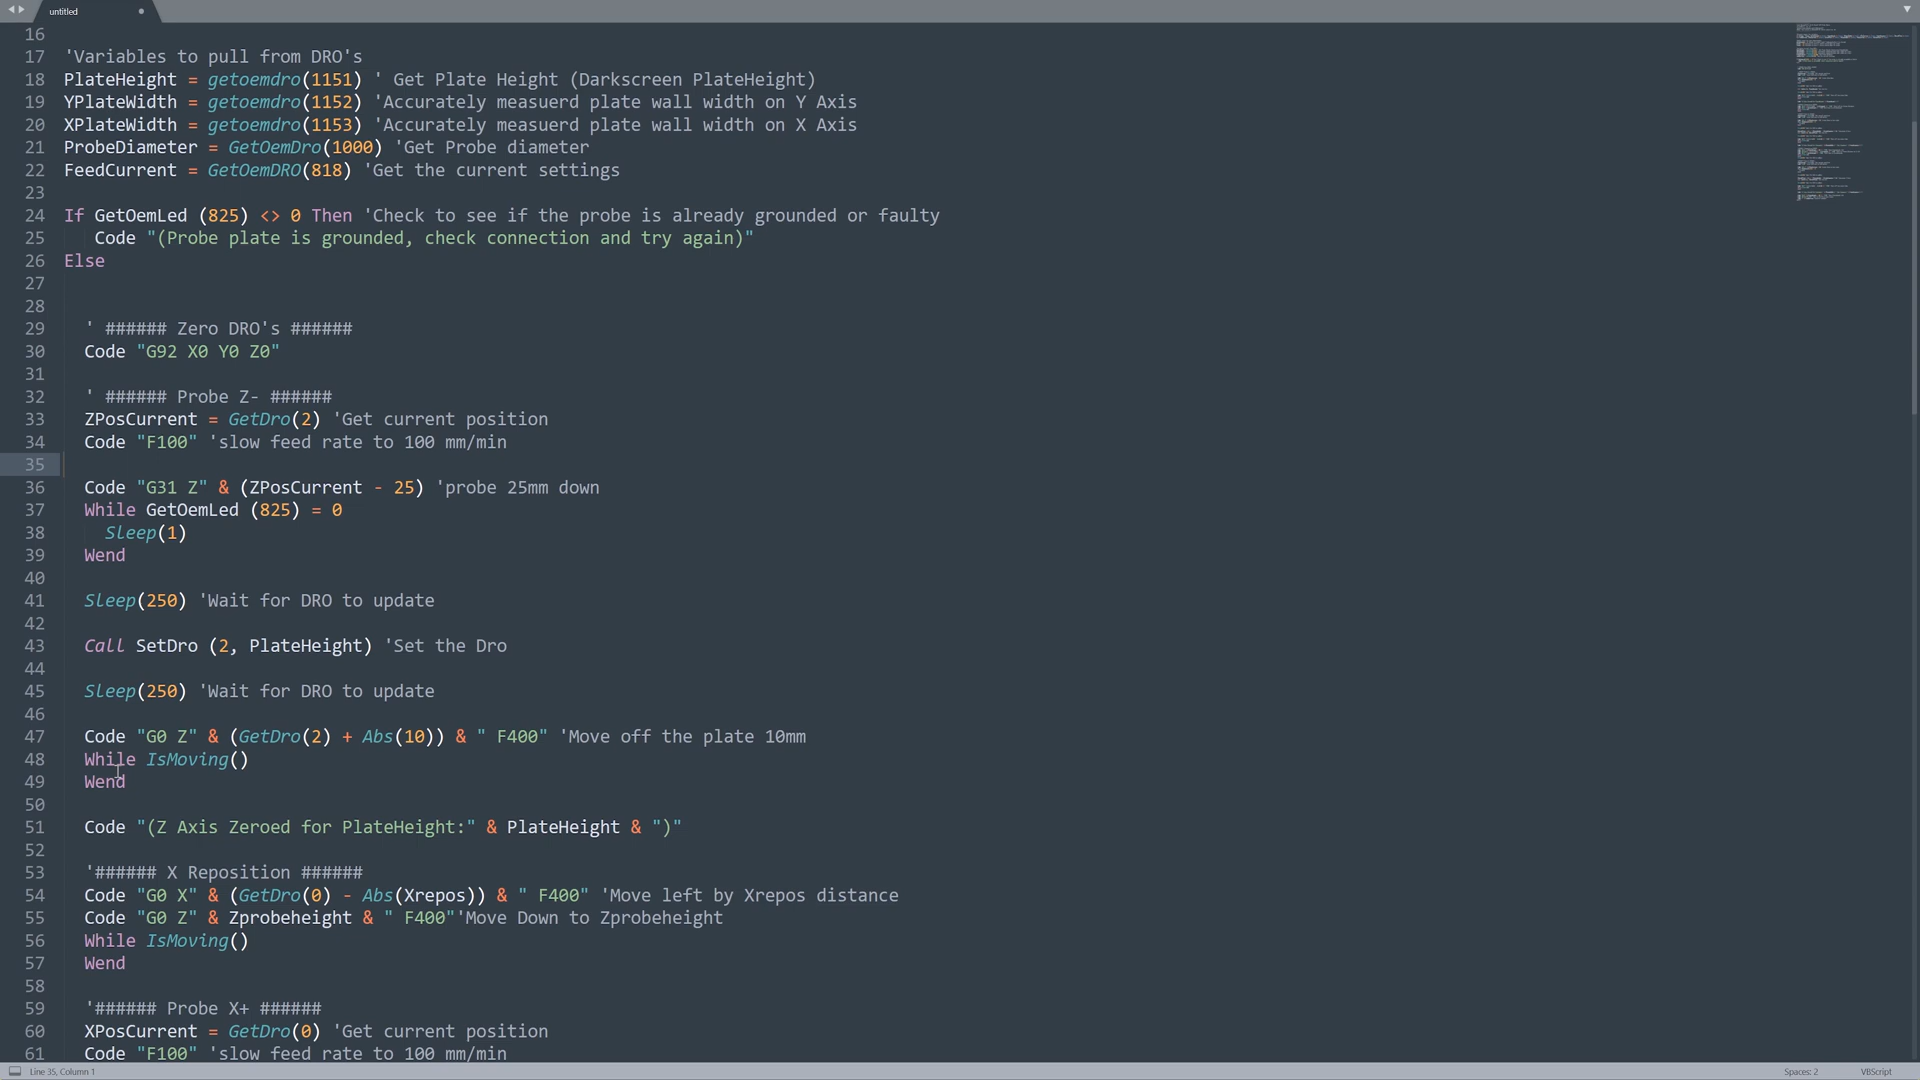 untitled
16
17 'Variables to pull from DRO's
18 PlateHeight = getoemdro(1151) ' Get Plate Height (Darkscreen PlateHeight)
19 YPlateWidth = getoemdro(1152) 'Accurately measuerd plate wall width on Y Axis
20 XPlateWidth = getoemdro(1153) 'Accurately measuerd plate wall width on X Axis
21 ProbeDiameter = GetOemDro(1000) 'Get Probe diameter
22 FeedCurrent = GetOemDRO(818) 'Get the current settings
23
24 If GetOemLed (825) <> 0 Then 'Check to see if the probe is already grounded or faulty
25 Code "(Probe plate is grounded, check connection and try again)"
26 Else
27
28
29 ' ###### Zero DRO's ######
30 Code "G92 X0 Y0 Z0"
31
32 ' ###### Probe Z- ######
33 ZPosCurrent = GetDro(2) 'Get current position
34 Code "F100" 'slow feed rate to 100 mm/min
35
36 Code "G31 Z" & (ZPosCurrent - 25) 'probe 25mm down
37 While GetOemLed (825) = 0
38 Sleep(1)
39 Wend
40
41 Sleep(250) 'Wait for DRO to update
42
43 Call SetDro (2, PlateHeight) 'Set the Dro
44
45 Sleep(250) 'Wait for DRO to update
46
47 Code "G0 Z" & (GetDro(2) + Abs(10)) & " F400" 'Move off the plate 10mm
48 While IsMoving()
49 Wend
50
51 Code "(Z Axis Zeroed for PlateHeight:" & PlateHeight & ")"
52
53 '###### X Reposition ######
54 Code "G0 X" & (GetDro(0) - Abs(Xrepos)) & " F400" 'Move left by Xrepos distance
55 Code "G0 Z" & Zprobeheight & " F400"'Move Down to Zprobeheight
56 While IsMoving()
57 Wend
58
59 '###### Probe X+ ######
60 XPosCurrent = GetDro(0) 'Get current position
61 Code "F100" 'slow feed rate to 100 mm/min
Line 35, Column 1
Spaces: 2
VBScript